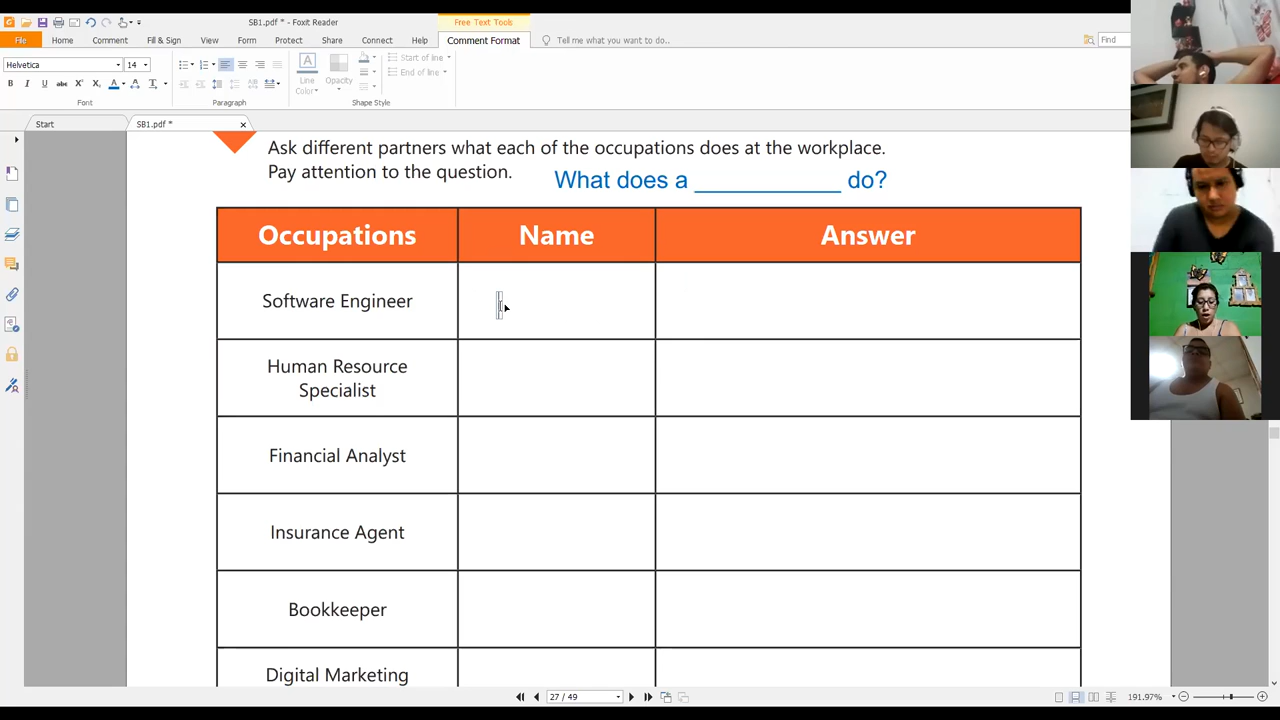 SB1.pdf * - Foxit Reader
Free Text Tools
File Home Comment Fill & Sign View Form Protect Share Connect Help Comment Format Tell me what you want to do.. Find
Helvetica 14
Start of line
End of line
Line Color
Opacity
Font Paragraph Shape Style
Start SB1.pdf *
Ask different partners what each of the occupations does at the workplace.
Pay attention to the question.
What does a ____________ do?
Occupations Name Answer
Software Engineer
Human Resource
Specialist
Financial Analyst
Insurance Agent
Bookkeeper
Digital Marketing
27 / 49
191.97%